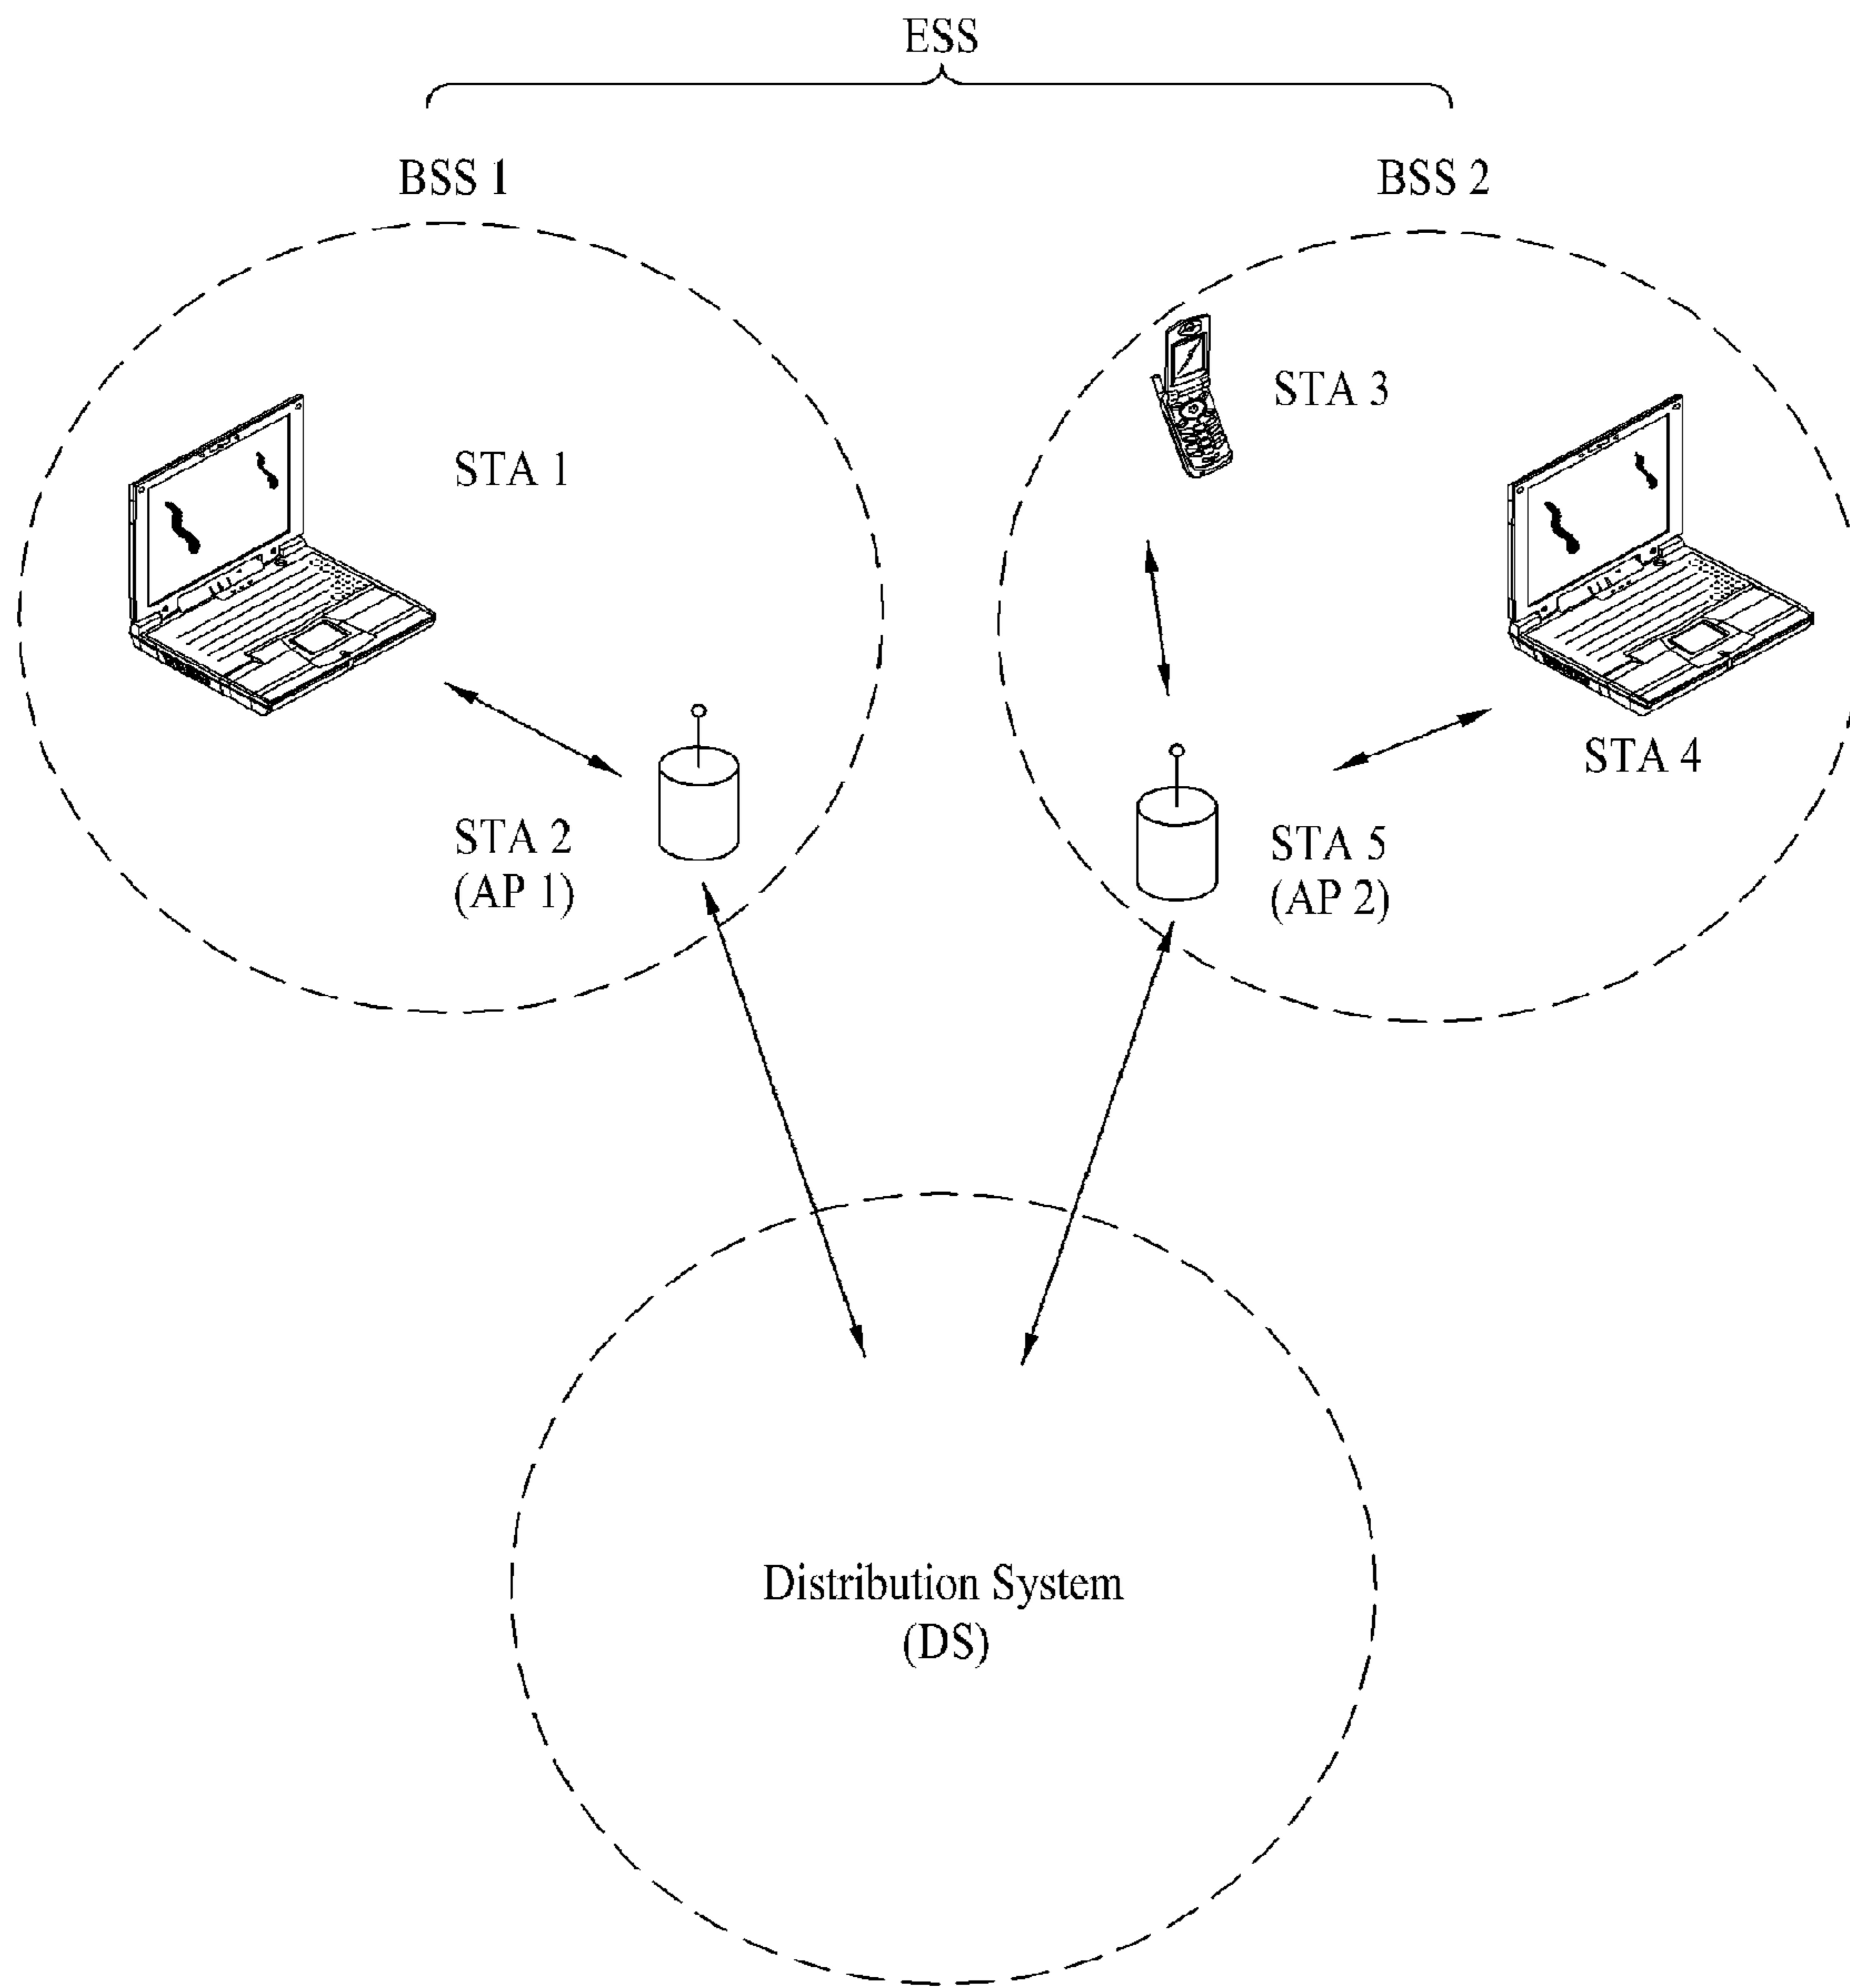 ESS
BSS 1
BSS 2
STA 3
STA 1
STA 4
STA 2
(AP 1)
STA 5
(AP 2)
Distribution System
(DS)